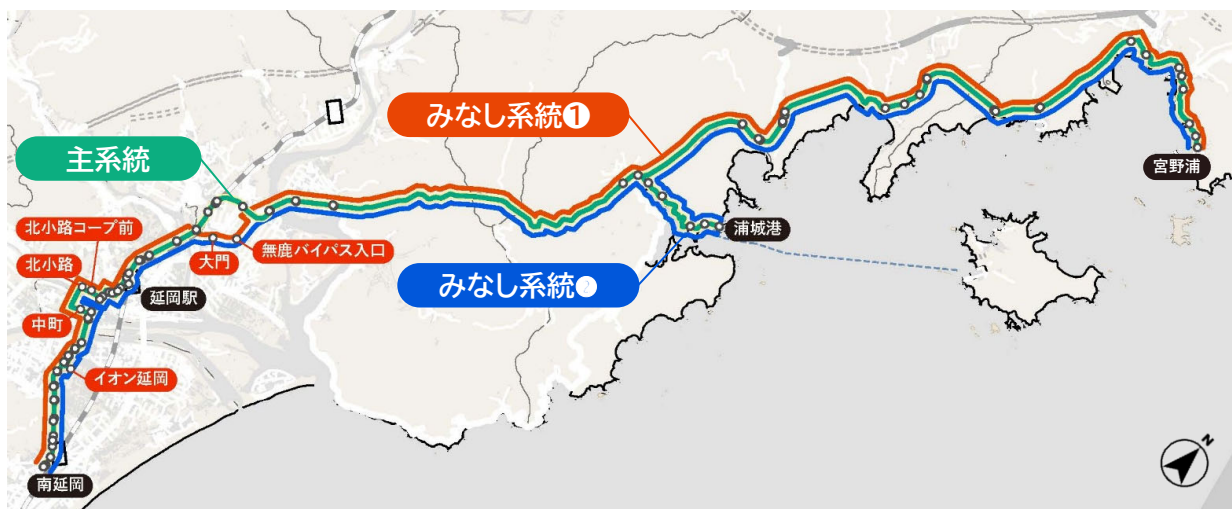 みなし系統❶
主系統
宮野浦
北小路コープ前
浦城港
無鹿バイパス入口
大門
北小路
みなし系統❷
延岡駅
中町
イオン延岡
南延岡
N